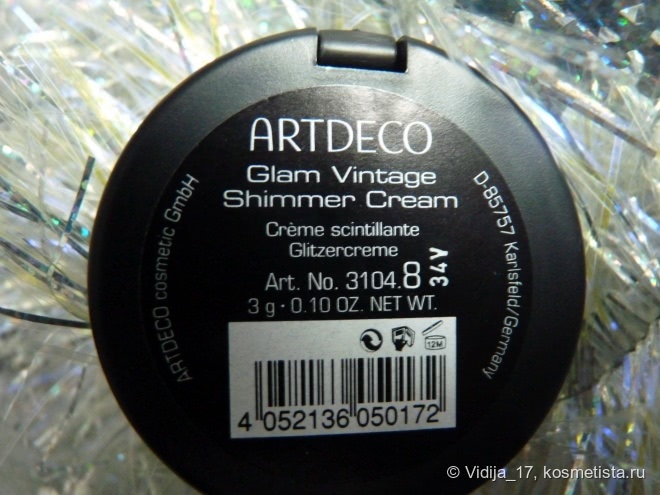 ARTDECO
Glam Vintage
Shimmer Cream
Crème scintillante
Glitzercreme
Art. No. 3104.8
34V
3 g · 0.10 OZ. NET WT.
ARTDECO cosmetic GmbH
D-85757 Karlsfeld/Germany
12M
4 052136 050172
© Vidija_17, kosmetista.ru